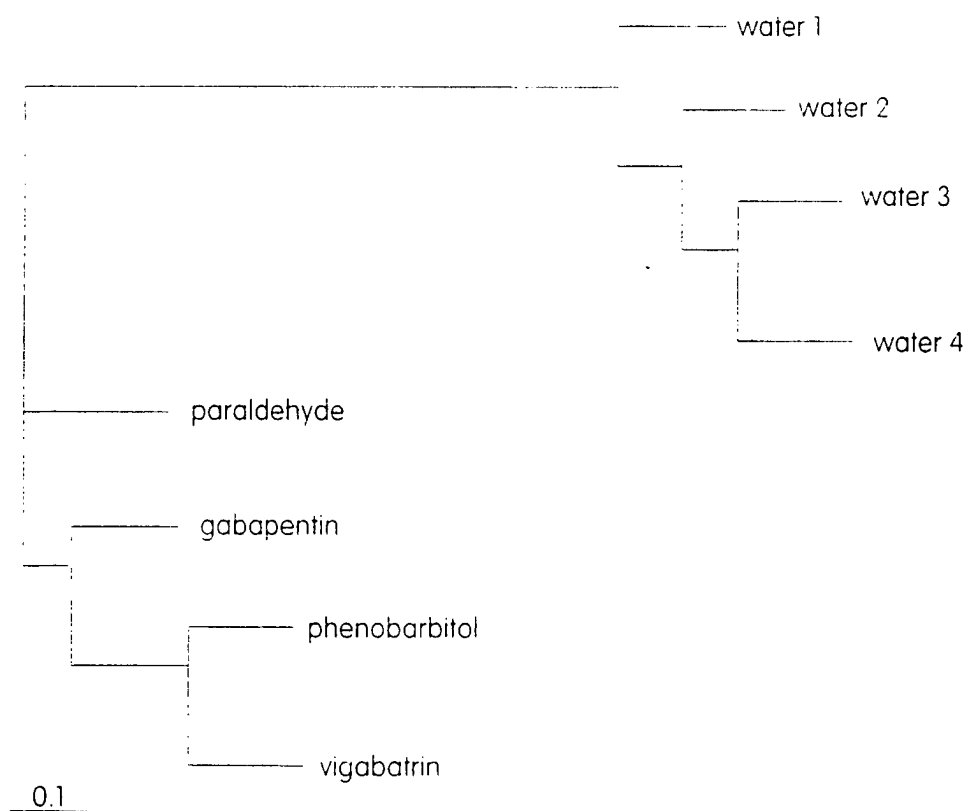 water 1
water 2
water 3
water 4
paraldehyde
gabapentin
phenobarbitol
vigabatrin
0.1